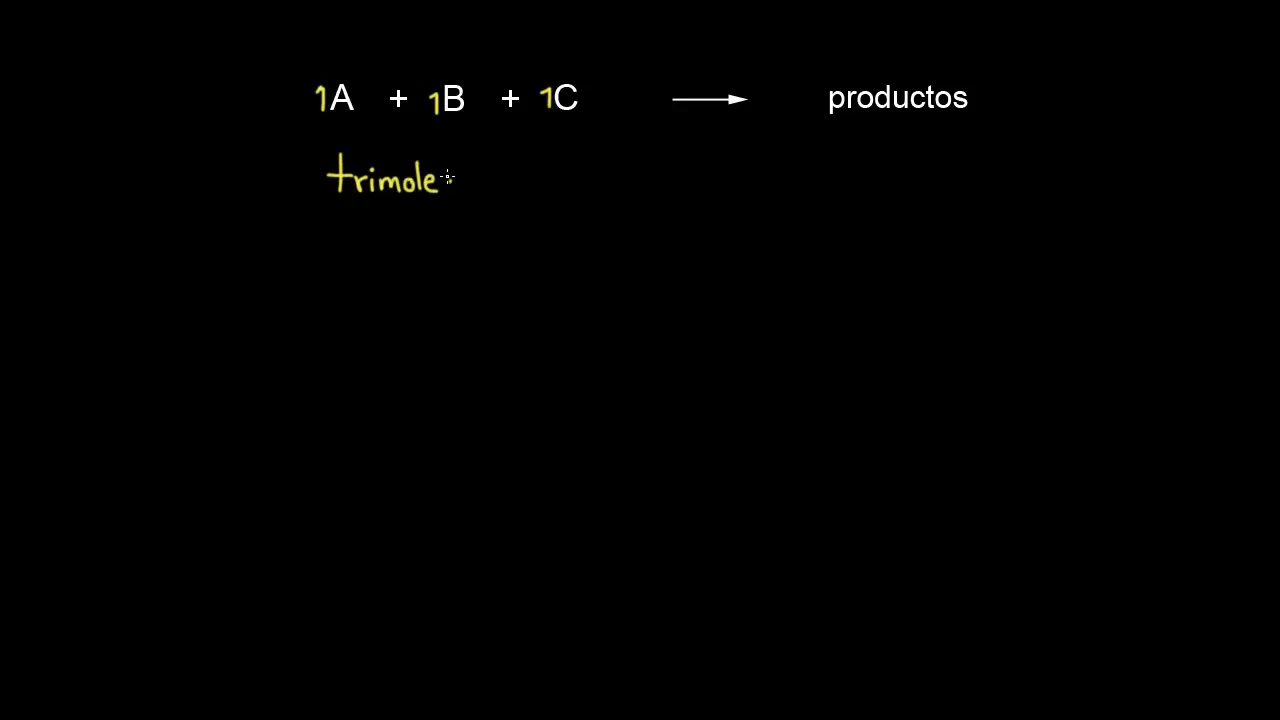 1A + 1B + 1C → productos
trimole